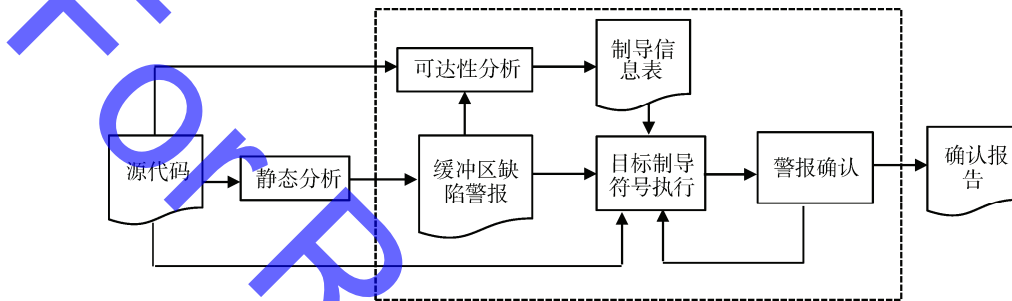 制导信
息表
可达性分析
源代码
静态分析
缓冲区缺
陷警报
目标制导
符号执行
警报确认
确认报
告
For R